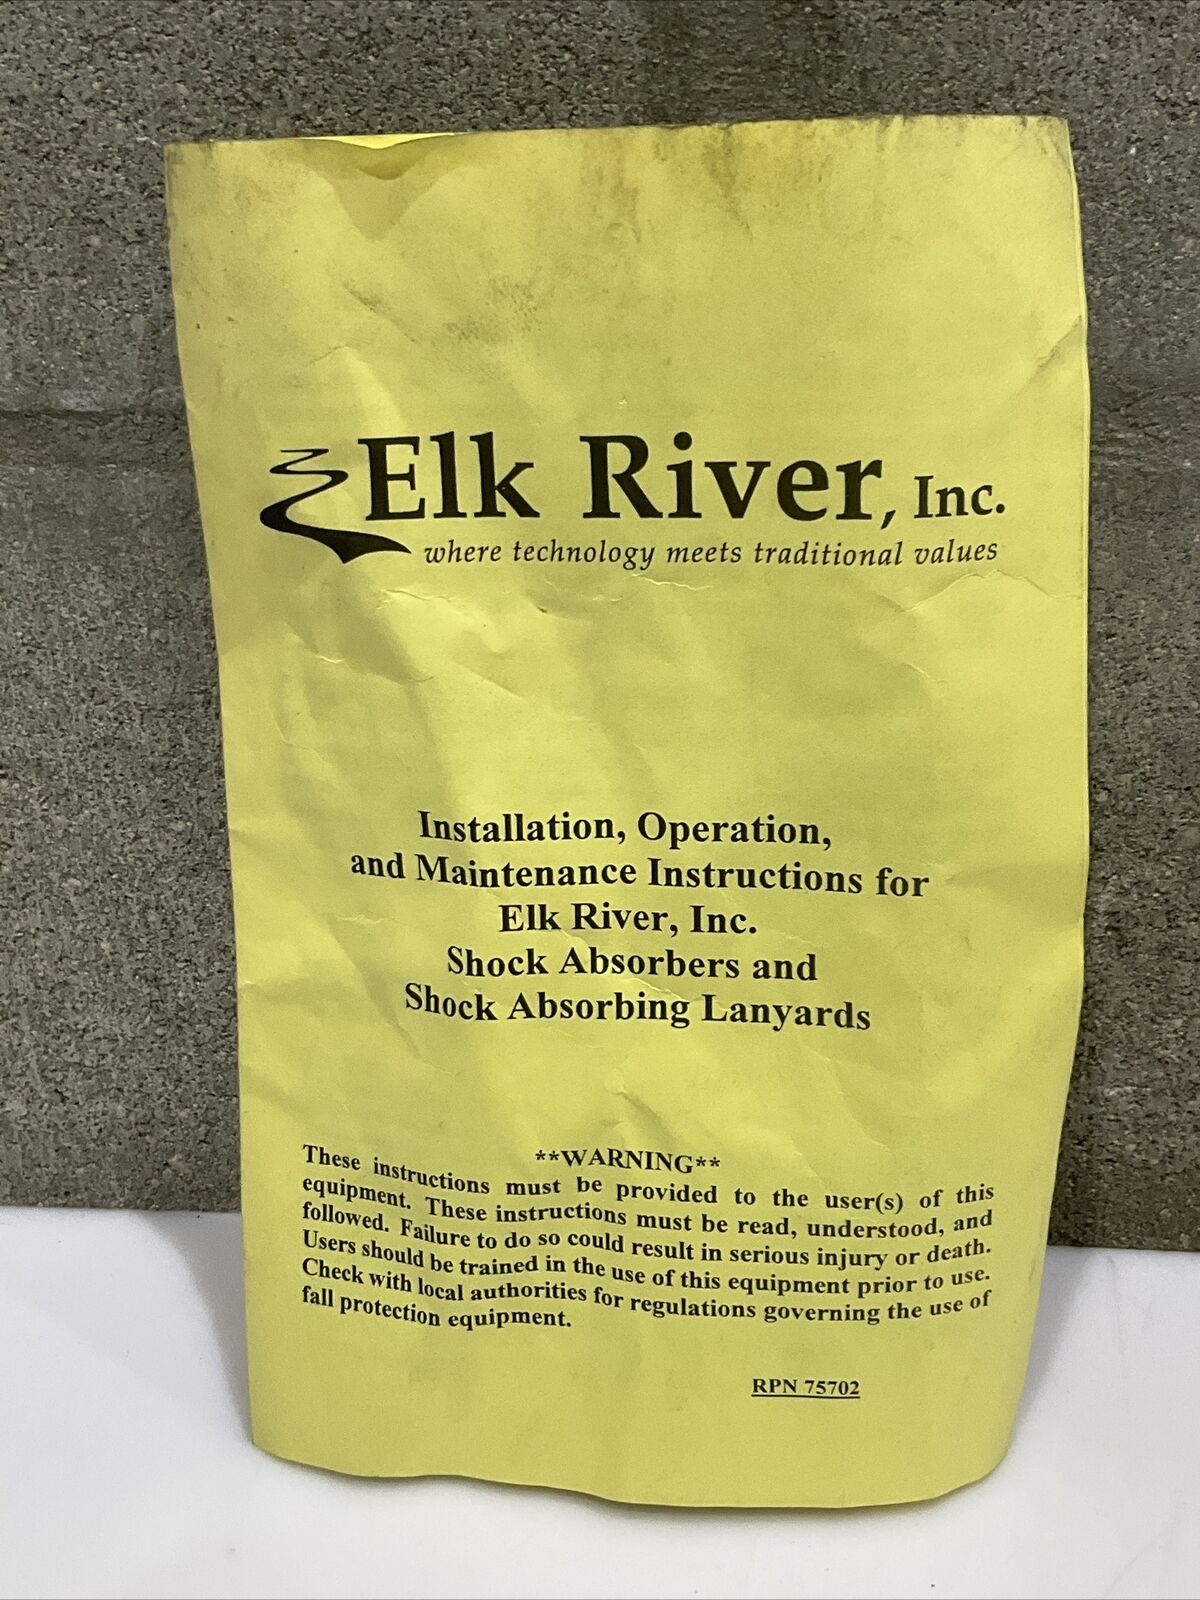 Elk River, Inc.
where technology meets traditional values
Installation, Operation,
and Maintenance Instructions for
Elk River, Inc.
Shock Absorbers and
Shock Absorbing Lanyards
**WARNING**
These instructions must be provided to the user(s) of this
equipment. These instructions must be read, understood, and
followed. Failure to do so could result in serious injury or death.
Users should be trained in the use of this equipment prior to use.
Check with local authorities for regulations governing the use of
fall protection equipment.
RPN 75702